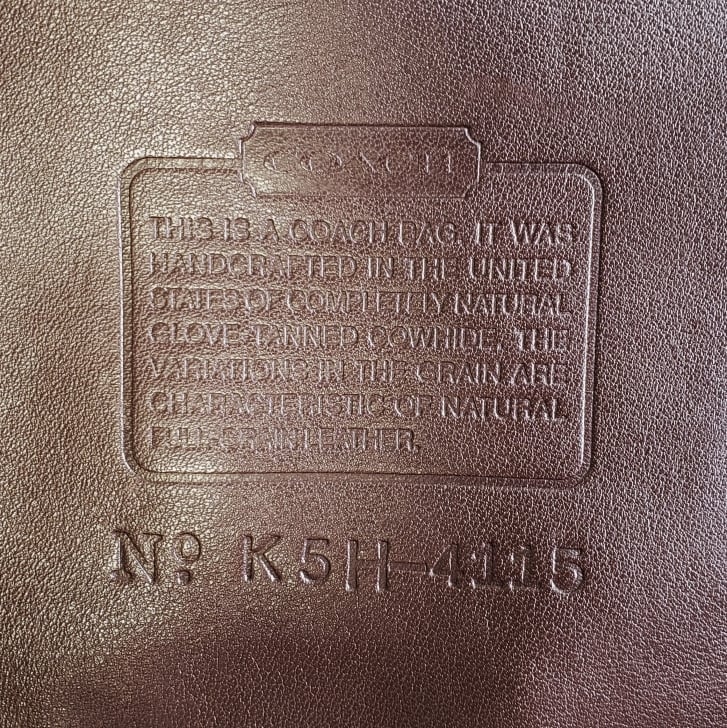 COACH
THIS IS A COACH BAG. IT WAS
HANDCRAFTED IN THE UNITED
STATES OF COMPLETELY NATURAL
GLOVE-TANNED COWHIDE. THE
VARIATIONS IN THE GRAIN ARE
CHARACTERISTIC OF NATURAL
FULL-GRAIN LEATHER.
Nº K5H-4115